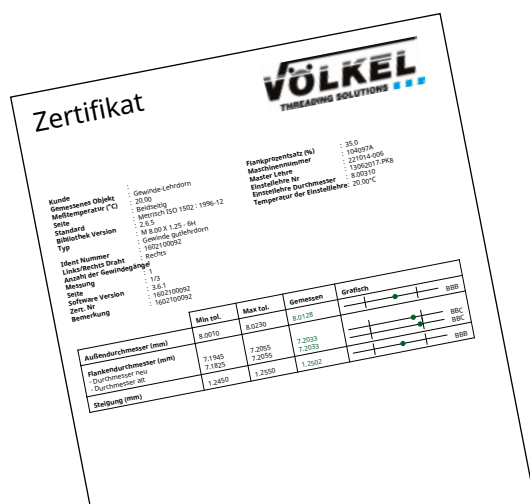 Zertifikat
VÖLKEL
THREADING SOLUTIONS
Kunde :
Gemessenes Objekt : Gewinde-Lehrdorn
Meßtemperatur (°C) : 20,00
Seite : Beidseitig
Standard : Metrisch ISO 1502 : 1996-12
Bibliothek Version : 2.6.5
Typ : M 8.00 X 1.25 - 6H
: Gewinde gutlehrdorn
Ident Nummer : 1602100092
Links/Rechts Draht : Rechts
Anzahl der Gewindegänge :
Messung : 1
Seite : 1/3
Software Version : 3.6.1
Zert. Nr : 1602100092
Bemerkung : 1602100092
Flankprozentsatz (%) : 35.0
Maschinennummer : 104097A
Master Lehre : 221014-006
Einstellehre Nr : 13062017-PK8
Einstellehre Durchmesser : 8.00310
Temperatur der Einstelllehre : 20,00°C
Min tol. Max tol. Gemessen Grafisch
Außendurchmesser (mm) 8.0010 8.0230 8.0128 BBB
Flankendurchmesser (mm)
- Durchmesser neu 7.1945 7.2055 7.2033 BBC
- Durchmesser att 7.1825 7.2055 7.2033 BBC
Steigung (mm) 1.2450 1.2550 1.2502 BBB